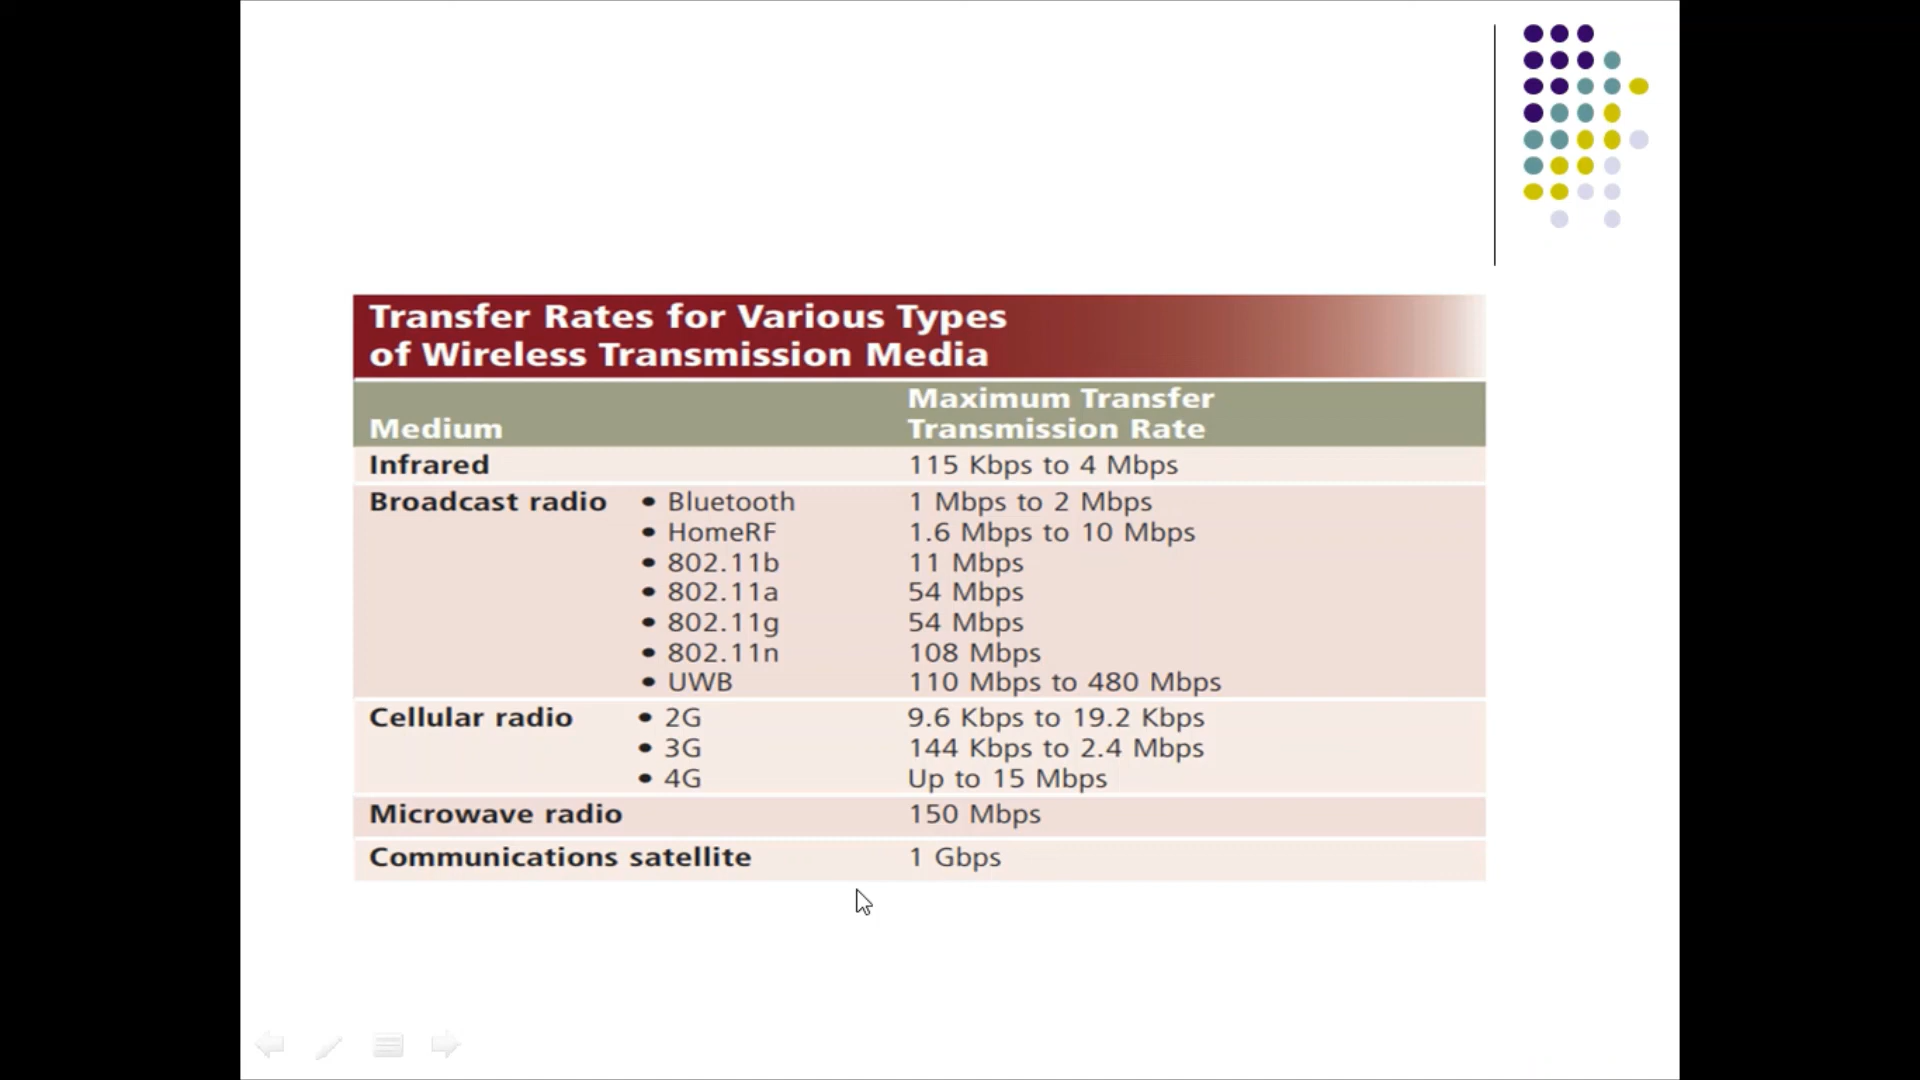 Transfer Rates for Various Types
of Wireless Transmission Media
Medium Maximum Transfer
Transmission Rate
Infrared 115 Kbps to 4 Mbps
Broadcast radio • Bluetooth 1 Mbps to 2 Mbps
• HomeRF 1.6 Mbps to 10 Mbps
• 802.11b 11 Mbps
• 802.11a 54 Mbps
• 802.11g 54 Mbps
• 802.11n 108 Mbps
• UWB 110 Mbps to 480 Mbps
Cellular radio • 2G 9.6 Kbps to 19.2 Kbps
• 3G 144 Kbps to 2.4 Mbps
• 4G Up to 15 Mbps
Microwave radio 150 Mbps
Communications satellite 1 Gbps